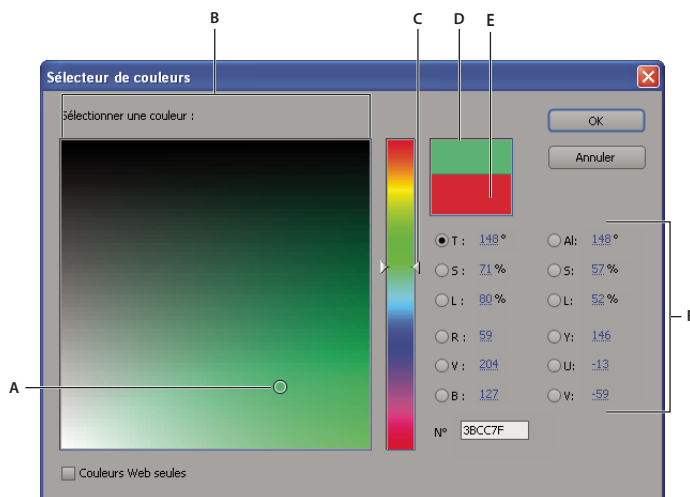 B
C
D
E
Sélecteur de couleurs
Sélectionner une couleur :
OK
Annuler
T : 148 °
Al: 148 °
S : 71 %
S: 57 %
L : 80 %
L: 52 %
F
R : 59
Y: 146
V : 204
U: -13
A
B : 127
V: -59
N° 3BCC7F
Couleurs Web seules